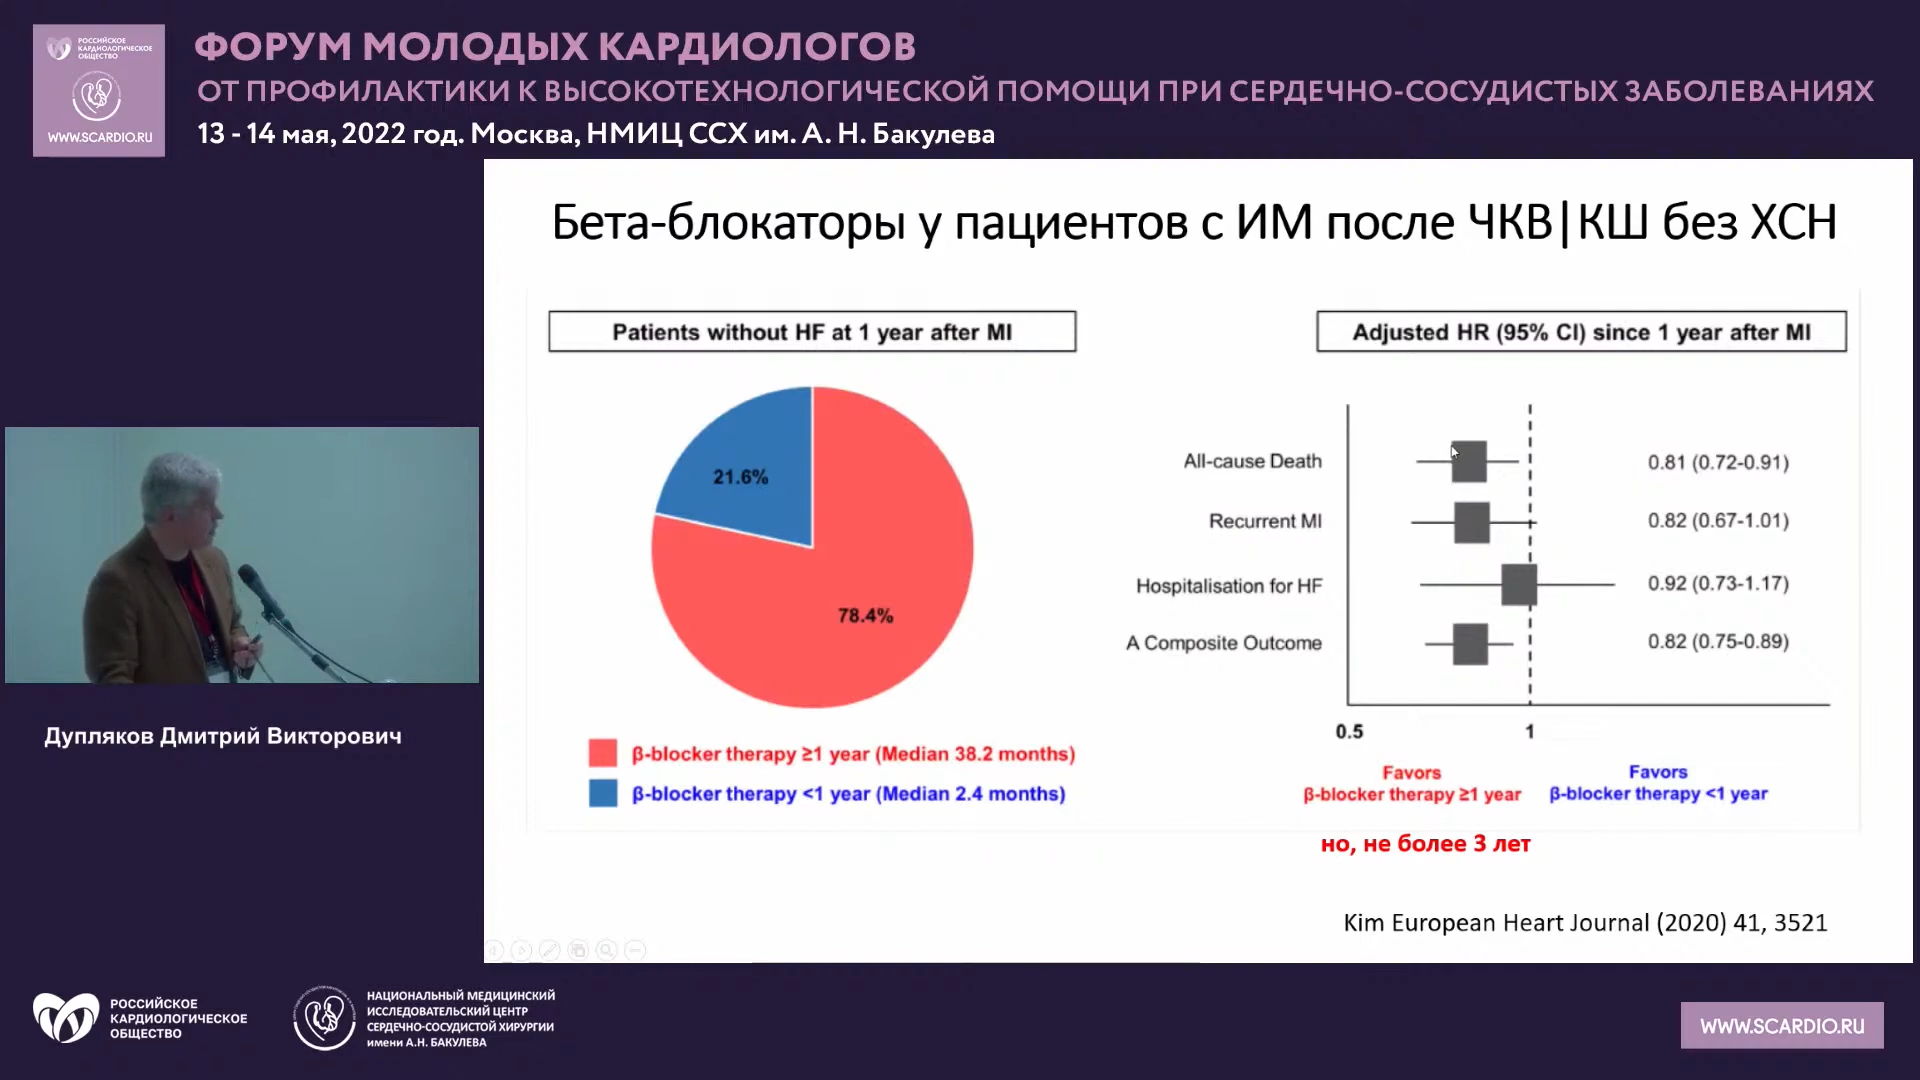 РОССИЙСКОЕ
КАРДИОЛОГИЧЕСКОЕ
ОБЩЕСТВО
WWW.SCARDIO.RU
ФОРУМ МОЛОДЫХ КАРДИОЛОГОВ
ОТ ПРОФИЛАКТИКИ К ВЫСОКОТЕХНОЛОГИЧЕСКОЙ ПОМОЩИ ПРИ СЕРДЕЧНО-СОСУДИСТЫХ ЗАБОЛЕВАНИЯХ
13 - 14 мая, 2022 год. Москва, НМИЦ ССХ им. А. Н. Бакулева
Бета-блокаторы у пациентов с ИМ после ЧКВ|КШ без ХСН
Patients without HF at 1 year after MI
21.6%
78.4%
β-blocker therapy ≥1 year (Median 38.2 months)
β-blocker therapy <1 year (Median 2.4 months)
Adjusted HR (95% CI) since 1 year after MI
All-cause Death 0.81 (0.72-0.91)
Recurrent MI 0.82 (0.67-1.01)
Hospitalisation for HF 0.92 (0.73-1.17)
A Composite Outcome 0.82 (0.75-0.89)
0.5 1
Favors
β-blocker therapy ≥1 year
Favors
β-blocker therapy <1 year
но, не более 3 лет
Kim European Heart Journal (2020) 41, 3521
Дупляков Дмитрий Викторович
РОССИЙСКОЕ
КАРДИОЛОГИЧЕСКОЕ
ОБЩЕСТВО
НАЦИОНАЛЬНЫЙ МЕДИЦИНСКИЙ
ИССЛЕДОВАТЕЛЬСКИЙ ЦЕНТР
СЕРДЕЧНО-СОСУДИСТОЙ ХИРУРГИИ
имени А.Н. БАКУЛЕВА
WWW.SCARDIO.RU